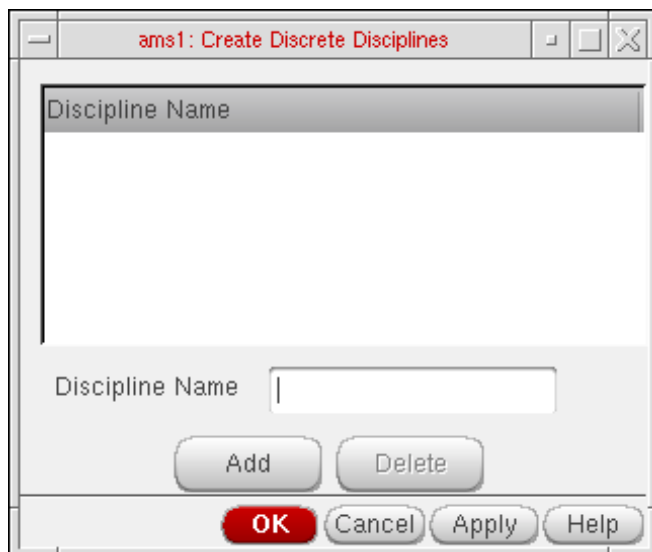 ams1: Create Discrete Disciplines
Discipline Name
Discipline Name
Add Delete
OK Cancel Apply Help